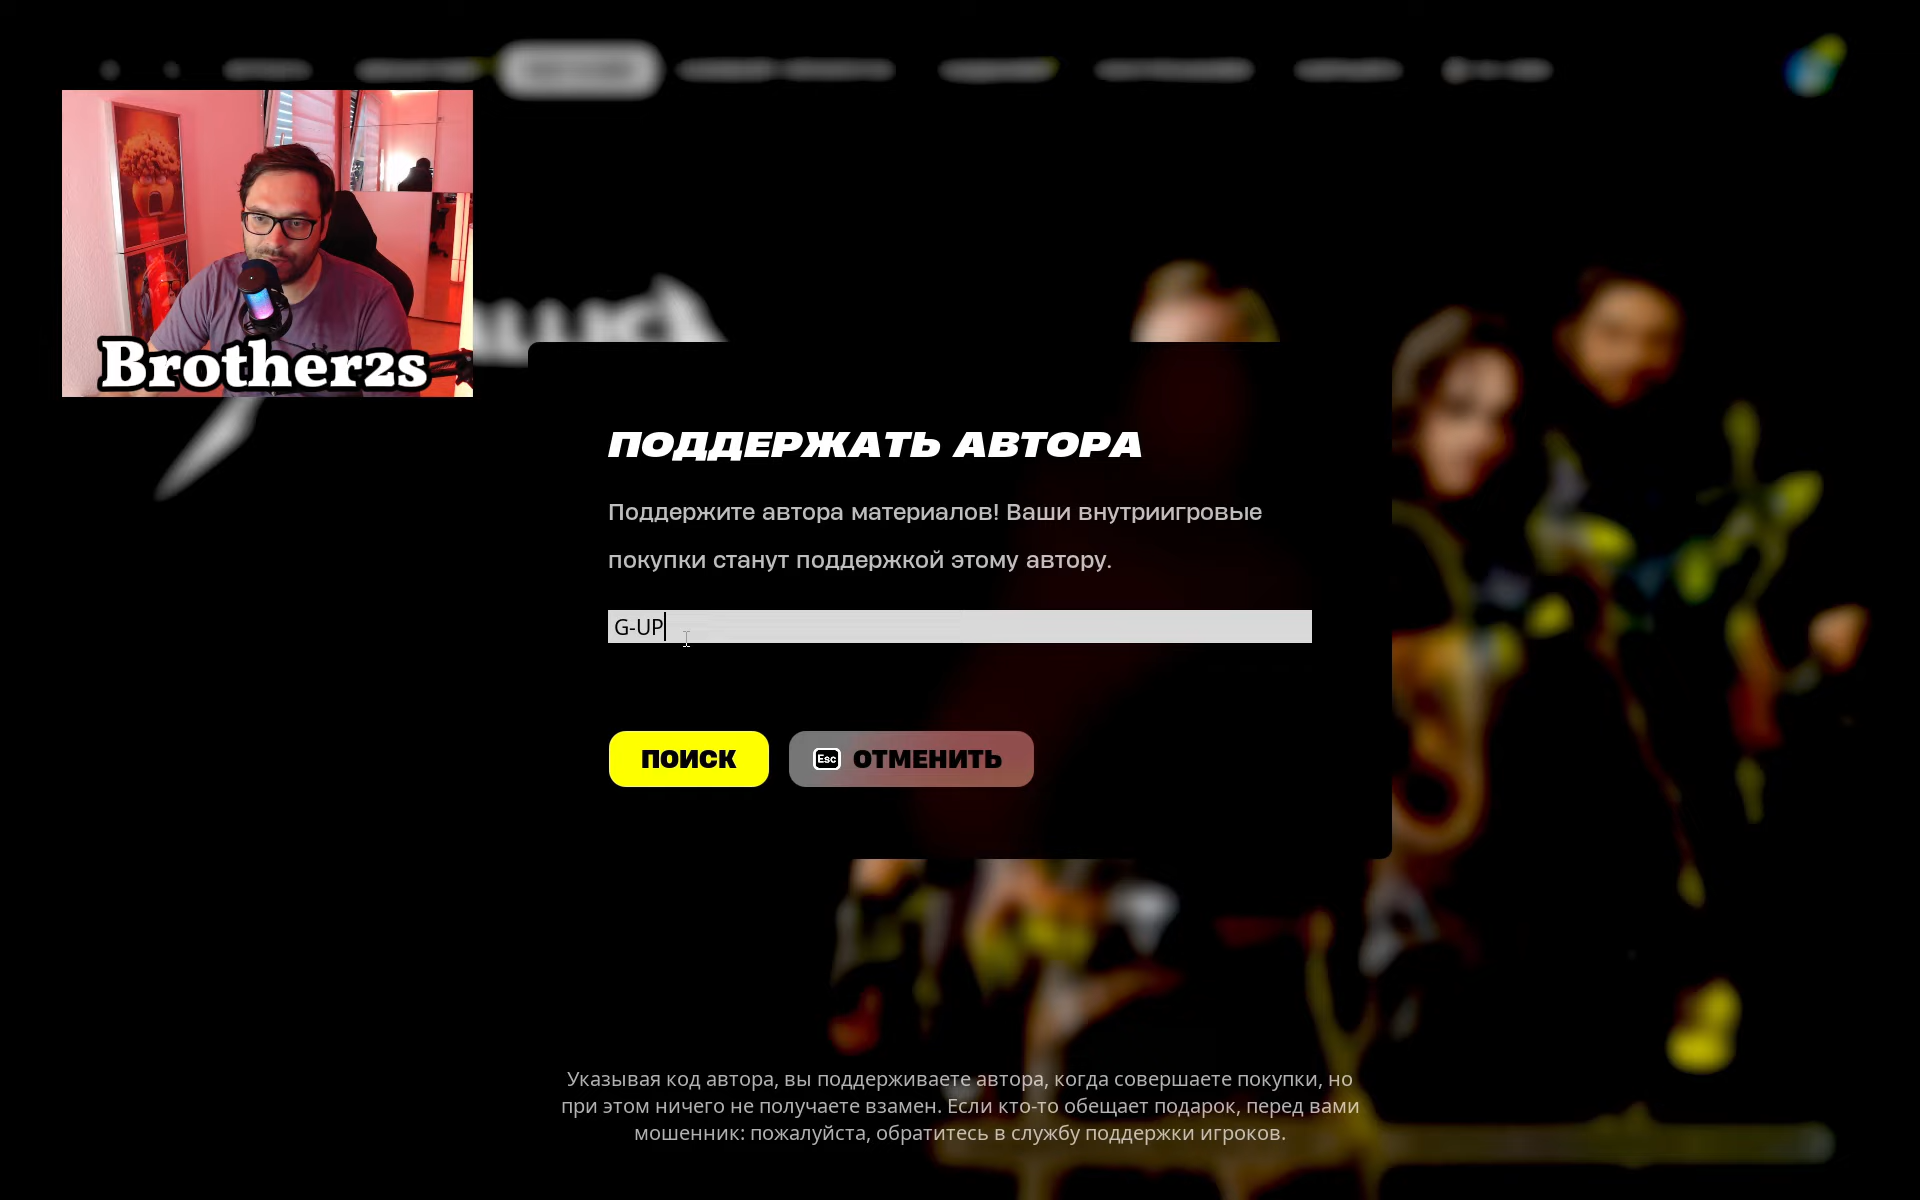 Brother2s
ПОДДЕРЖАТЬ АВТОРА
Поддержите автора материалов! Ваши внутриигровые
покупки станут поддержкой этому автору.
G-UP
ПОИСК
Esc ОТМЕНИТЬ
Указывая код автора, вы поддерживаете автора, когда совершаете покупки, но
при этом ничего не получаете взамен. Если кто-то обещает подарок, перед вами
мошенник: пожалуйста, обратитесь в службу поддержки игроков.